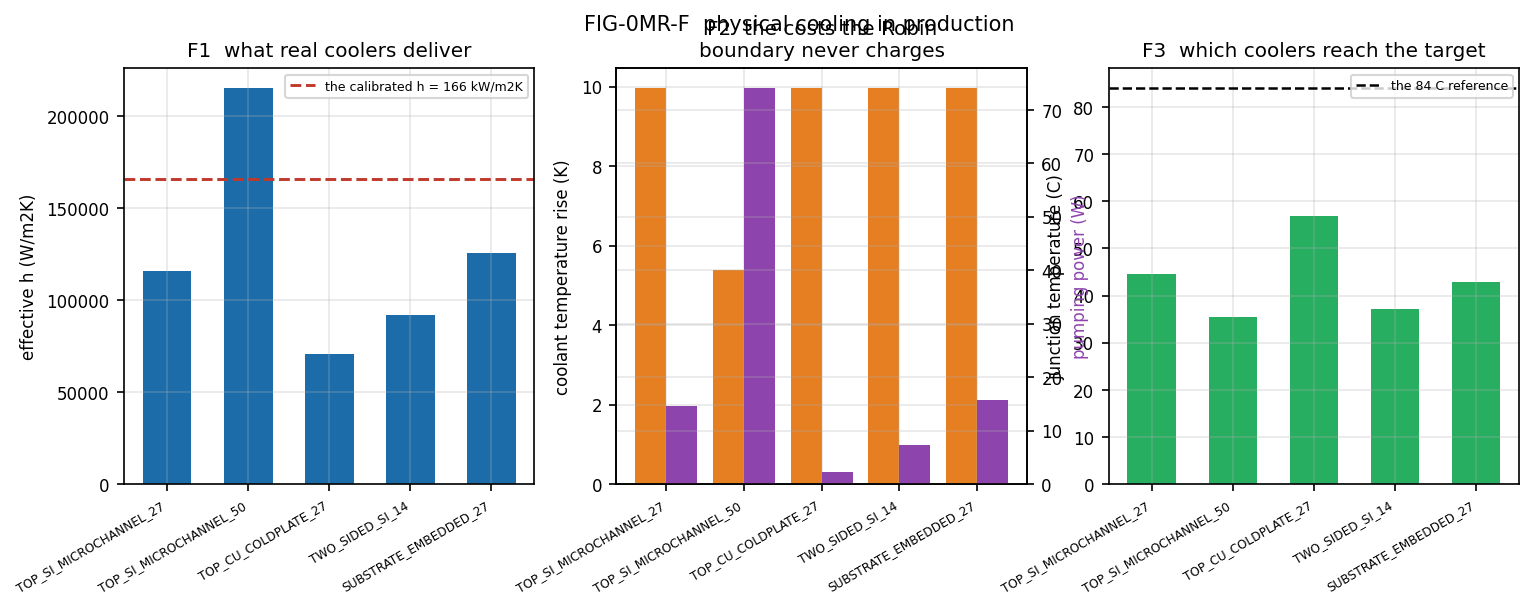 FIG-0MR-F  physical cooling in production
F1  what real coolers deliver
the calibrated h = 166 kW/m2K
effective h (W/m2K)
200000
150000
100000
50000
0
TOP_SI_MICROCHANNEL_27
TOP_SI_MICROCHANNEL_50
TOP_CU_COLDPLATE_27
TWO_SIDED_SI_14
SUBSTRATE_EMBEDDED_27
F2  the costs the Robin
boundary never charges
coolant temperature rise (K)
10
8
6
4
2
0
70
60
50
40
30
20
10
0
pumping power (W)
TOP_SI_MICROCHANNEL_27
TOP_SI_MICROCHANNEL_50
TOP_CU_COLDPLATE_27
TWO_SIDED_SI_14
SUBSTRATE_EMBEDDED_27
F3  which coolers reach the target
the 84 C reference
junction temperature (C)
80
70
60
50
40
30
20
10
0
TOP_SI_MICROCHANNEL_27
TOP_SI_MICROCHANNEL_50
TOP_CU_COLDPLATE_27
TWO_SIDED_SI_14
SUBSTRATE_EMBEDDED_27